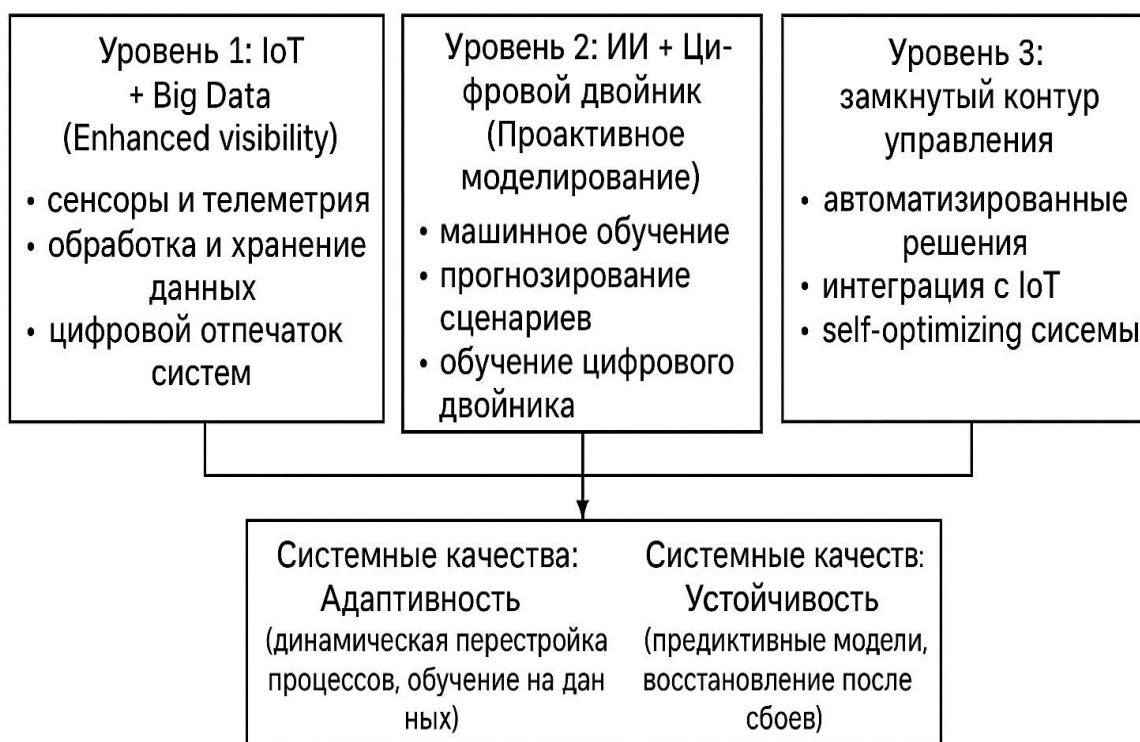 Уровень 1: IoT
+ Big Data
(Enhanced visibility)
• сенсоры и телеметрия
• обработка и хранение
данных
• цифровой отпечаток
систем
Уровень 2: ИИ + Ци-
фровой двойник
(Проактивное
моделирование)
• машинное обучение
• прогнозирование
сценариев
• обучение цифрового
двойника
Уровень 3:
замкнутый контур
управления
• автоматизированные
решения
• интеграция с IoT
• self-optimizing сисемы
Системные качества:
Адаптивность
(динамическая перестройка
процессов, обучение на дан
ных)
Системные качеств:
Устойчивость
(предиктивные модели,
восстановление после
сбоев)